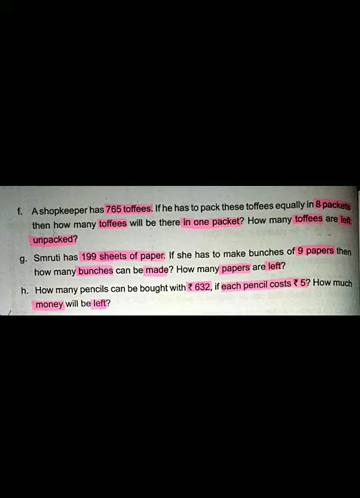 f. A shopkeeper has 765 toffees. If he has to pack these toffees equally in 8 packets
then how many toffees will be there in one packet? How many toffees are left
unpacked?
g. Smruti has 199 sheets of paper. If she has to make bunches of 9 papers then
how many bunches can be made? How many papers are left?
h. How many pencils can be bought with ₹ 632, if each pencil costs ₹ 5? How much
money will be left?